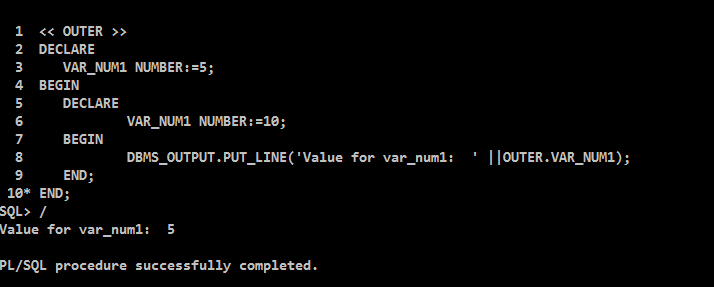 1 << OUTER >>
2 DECLARE
3 VAR_NUM1 NUMBER:=5;
4 BEGIN
5 DECLARE
6 VAR_NUM1 NUMBER:=10;
7 BEGIN
8 DBMS_OUTPUT.PUT_LINE('Value for var_num1:  ' ||OUTER.VAR_NUM1);
9 END;
10* END;
SQL> /
Value for var_num1:  5
PL/SQL procedure successfully completed.